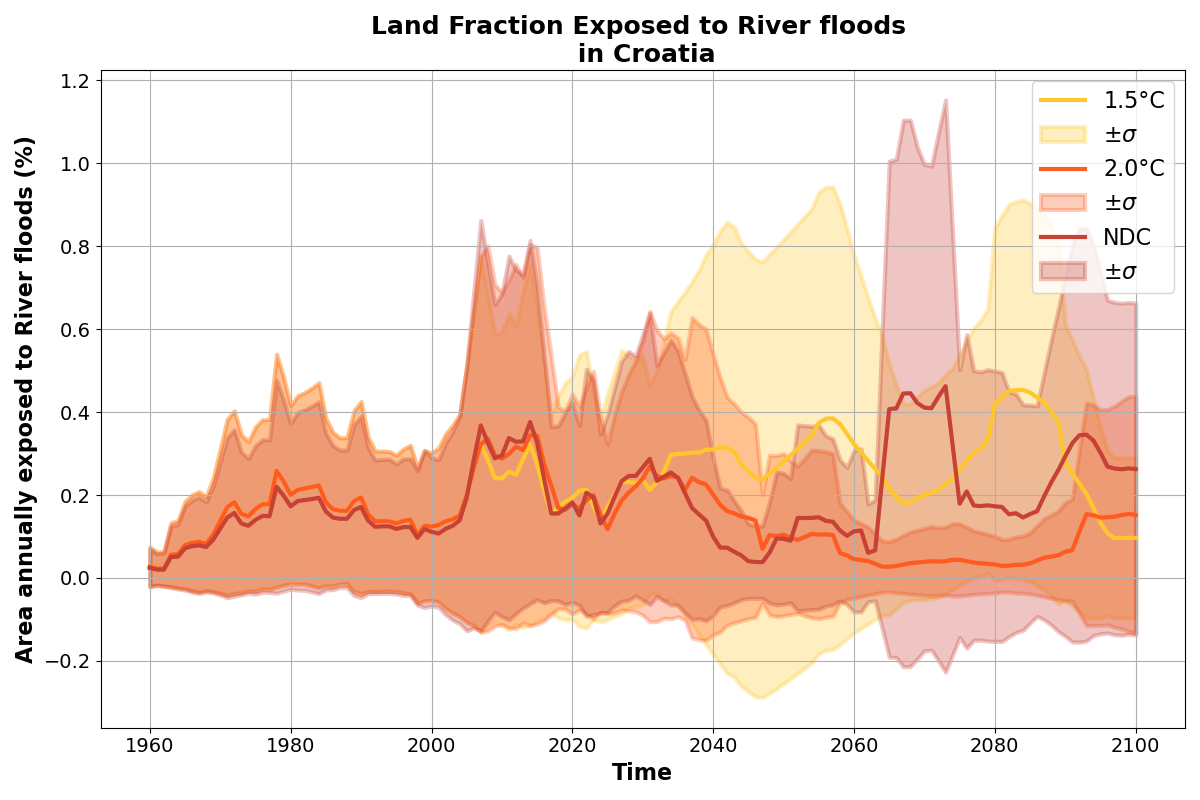 Land Fraction Exposed to River floods
in Croatia
Area annually exposed to River floods (%)
1.2
1.0
0.8
0.6
0.4
0.2
0.0
−0.2
1960
1980
2000
2020
2040
2060
2080
2100
Time
1.5°C
±σ
2.0°C
±σ
NDC
±σ